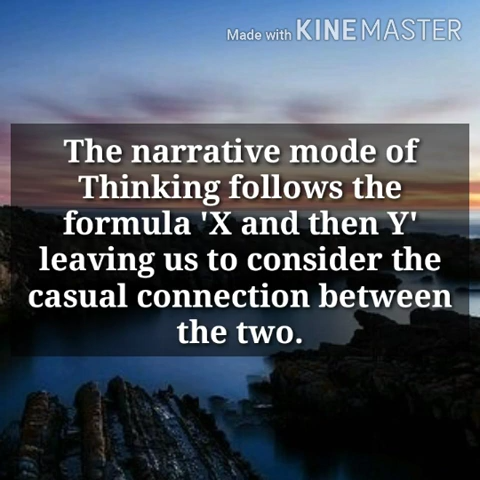 Made with KINEMASTER
The narrative mode of
Thinking follows the
formula 'X and then Y'
leaving us to consider the
casual connection between
the two.